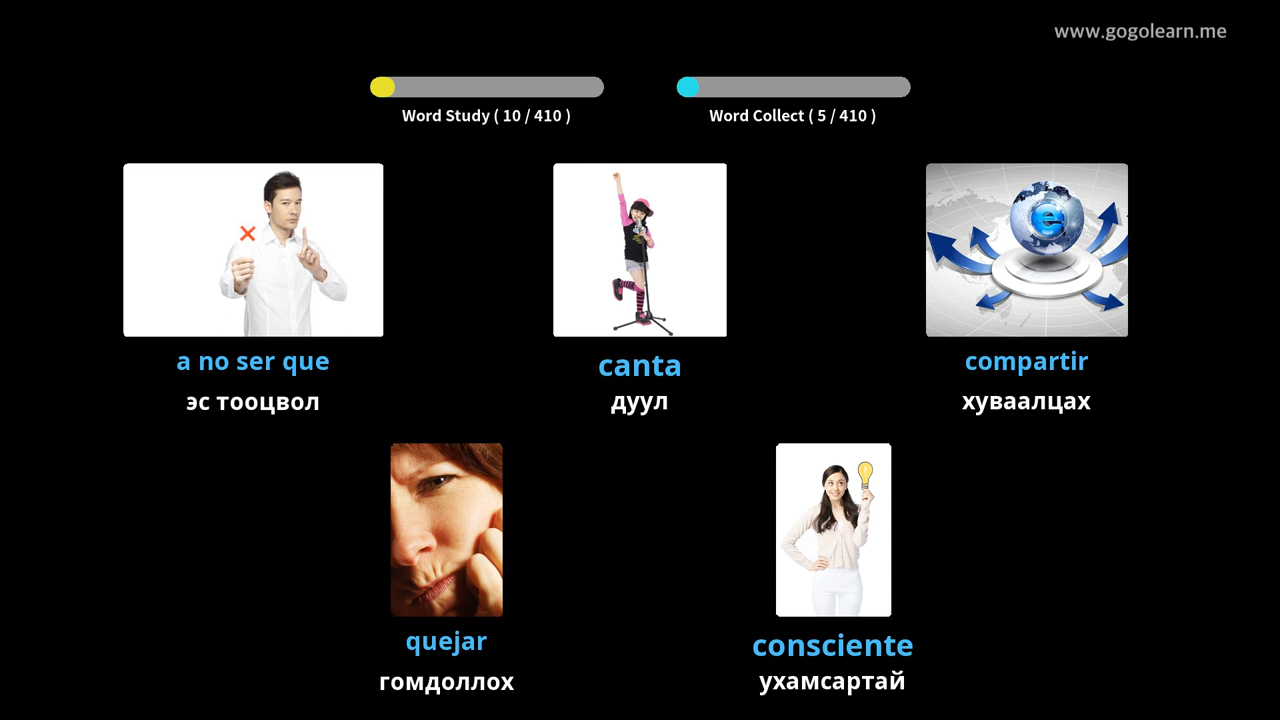 www.gogolearn.me
Word Study ( 10 / 410 )
Word Collect ( 5 / 410 )
a no ser que
эс тооцвол
canta
дуул
compartir
хуваалцах
quejar
гомдоллох
consciente
ухамсартай